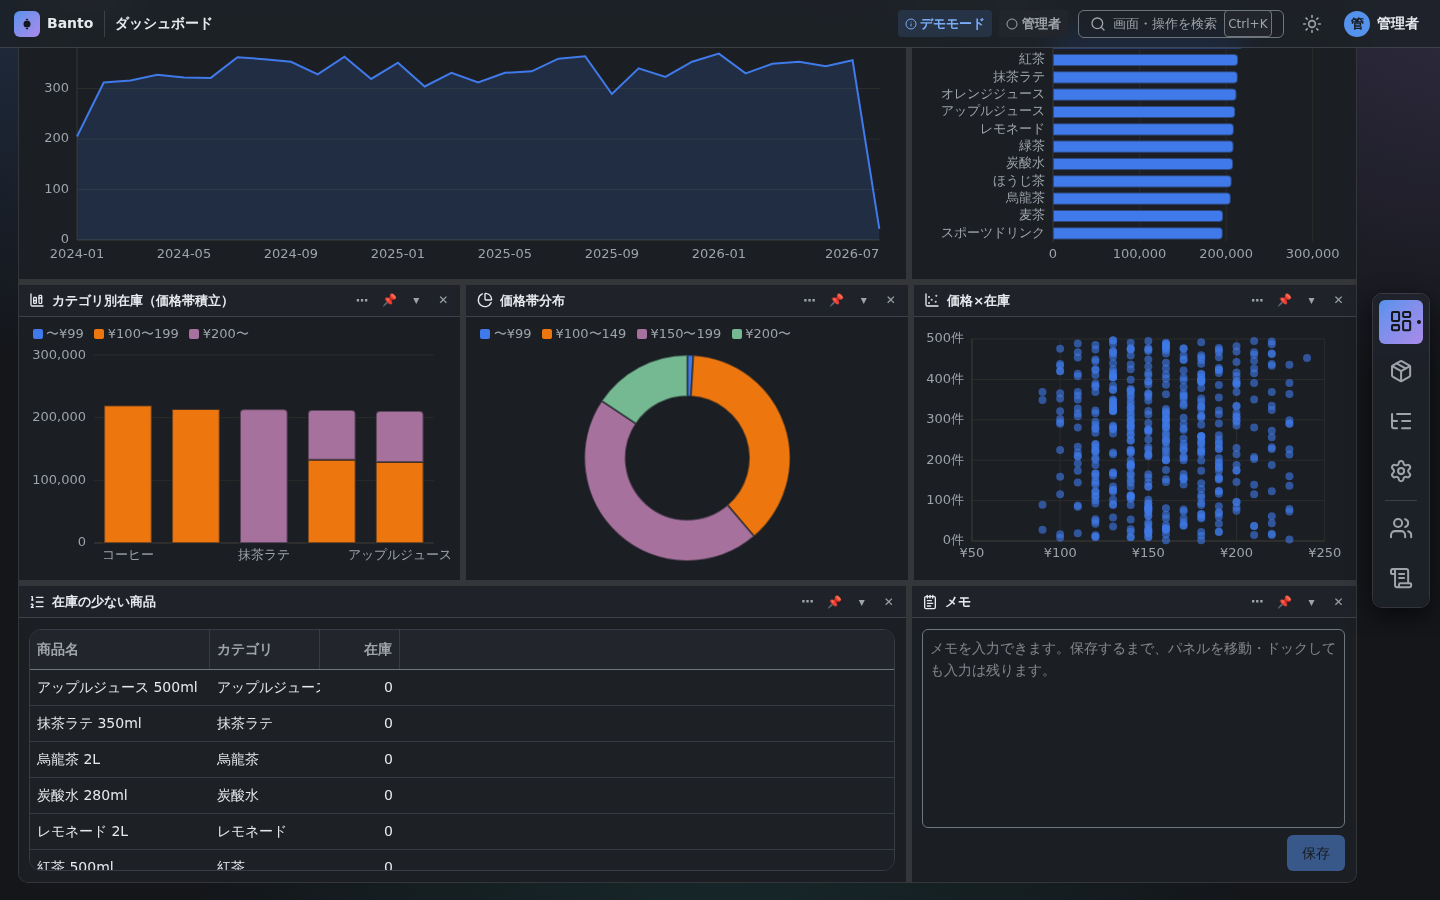 Banto
ダッシュボード
デモモード
管理者
画面・操作を検索 Ctrl+K
管 管理者
300
200
100
0
2024-01 2024-05 2024-09 2025-01 2025-05 2025-09 2026-01 2026-07
紅茶
抹茶ラテ
オレンジジュース
アップルジュース
レモネード
緑茶
炭酸水
ほうじ茶
烏龍茶
麦茶
スポーツドリンク
0 100,000 200,000 300,000
カテゴリ別在庫（価格帯積立）
〜¥99 ¥100〜199 ¥200〜
300,000
200,000
100,000
0
コーヒー 抹茶ラテ アップルジュース
価格帯分布
〜¥99 ¥100〜149 ¥150〜199 ¥200〜
価格×在庫
500件
400件
300件
200件
100件
0件
¥50 ¥100 ¥150 ¥200 ¥250
在庫の少ない商品
商品名 カテゴリ 在庫
アップルジュース 500ml アップルジュース 0
抹茶ラテ 350ml 抹茶ラテ 0
烏龍茶 2L 烏龍茶 0
炭酸水 280ml 炭酸水 0
レモネード 2L レモネード 0
紅茶 500ml 紅茶 0
メモ
メモを入力できます。保存するまで、パネルを移動・ドックして
も入力は残ります。
保存